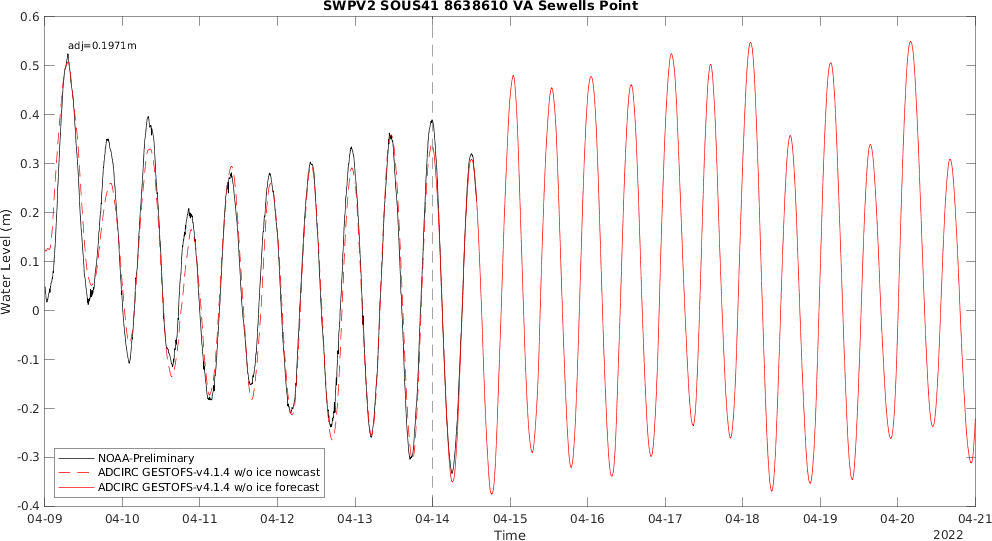 SWPV2 SOUS41 8638610 VA Sewells Point
0.6
0.5
0.4
0.3
0.2
0.1
0
-0.1
-0.2
-0.3
-0.4
Water Level (m)
adj=0.1971m
NOAA-Preliminary
ADCIRC GESTOFS-v4.1.4 w/o ice nowcast
ADCIRC GESTOFS-v4.1.4 w/o ice forecast
04-09 04-10 04-11 04-12 04-13 04-14 04-15 04-16 04-17 04-18 04-19 04-20 04-21
Time
2022